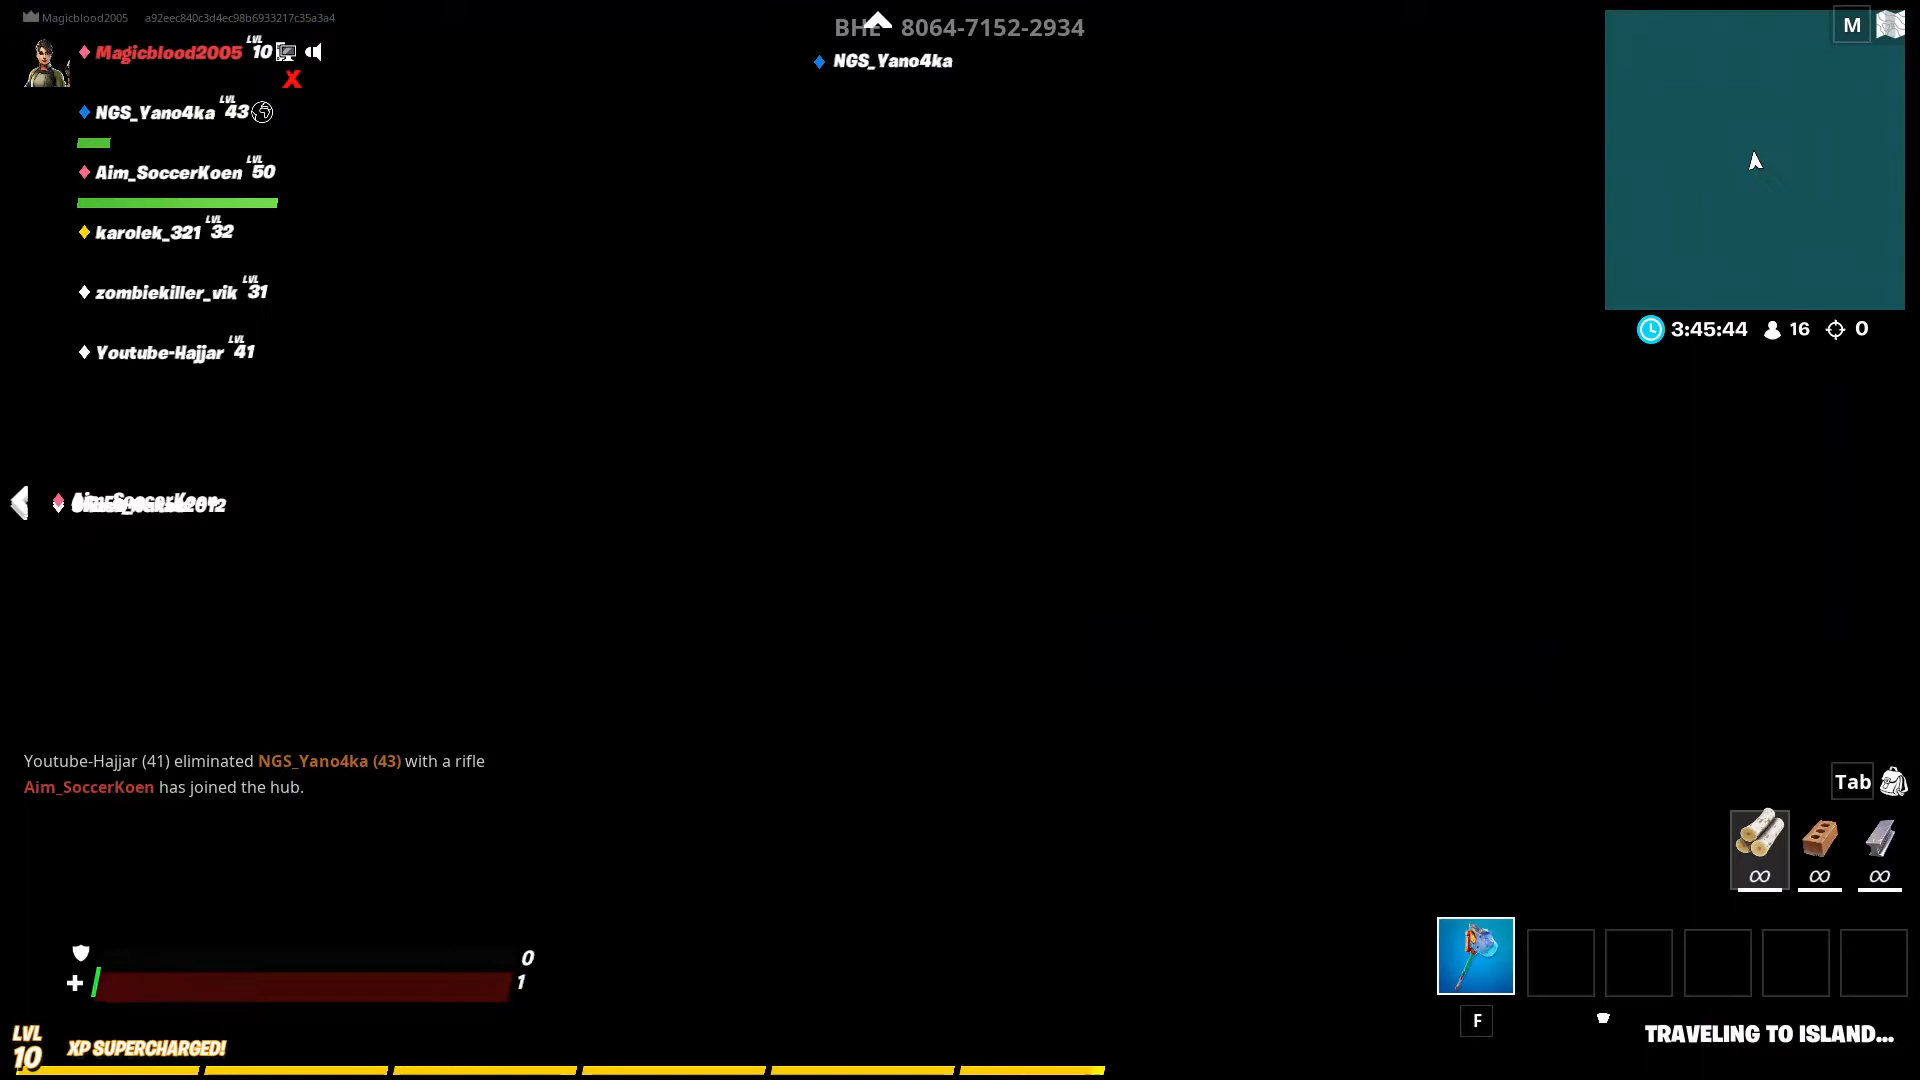 Magicblood2005 a92eec840c3d4ec98b6933217c35a3a4
Magicblood2005 LVL 10
X
NGS_Yano4ka LVL 43
Aim_SoccerKoen LVL 50
karolek_321 LVL 32
zombiekiller_vik LVL 31
Youtube-Hajjar LVL 41
8064-7152-2934
NGS_Yano4ka
M
3:45:44 16 0
Aim_SoccerKoen
Youtube-Hajjar (41) eliminated NGS_Yano4ka (43) with a rifle
Aim_SoccerKoen has joined the hub.
Tab
∞ ∞ ∞
0
1
F
TRAVELING TO ISLAND...
LVL
10
XP SUPERCHARGED!